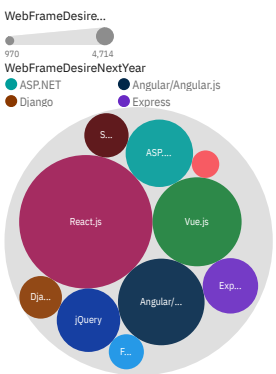 WebFrameDesire...
970 4,714
WebFrameDesireNextYear
ASP.NET Angular/Angular.js
Django Express
S...
ASP....
React.js Vue.js
Dja... Angular/... Exp...
jQuery
F...